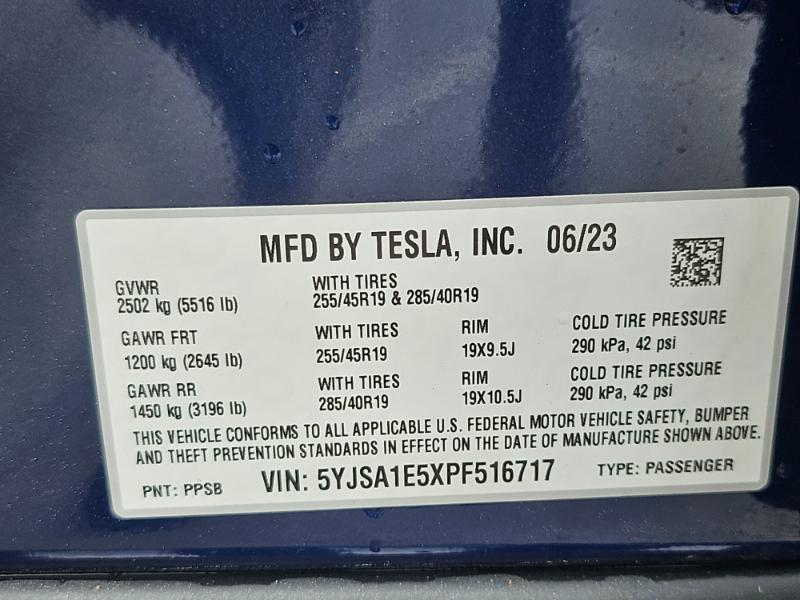 MFD BY TESLA, INC. 06/23
GVWR WITH TIRES
2502 kg (5516 lb) 255/45R19 & 285/40R19
GAWR FRT WITH TIRES RIM COLD TIRE PRESSURE
1200 kg (2645 lb) 255/45R19 19X9.5J 290 kPa, 42 psi
GAWR RR WITH TIRES RIM COLD TIRE PRESSURE
1450 kg (3196 lb) 285/40R19 19X10.5J 290 kPa, 42 psi
THIS VEHICLE CONFORMS TO ALL APPLICABLE U.S. FEDERAL MOTOR VEHICLE SAFETY, BUMPER
AND THEFT PREVENTION STANDARDS IN EFFECT ON THE DATE OF MANUFACTURE SHOWN ABOVE.
PNT: PPSB VIN: 5YJSA1E5XPF516717 TYPE: PASSENGER